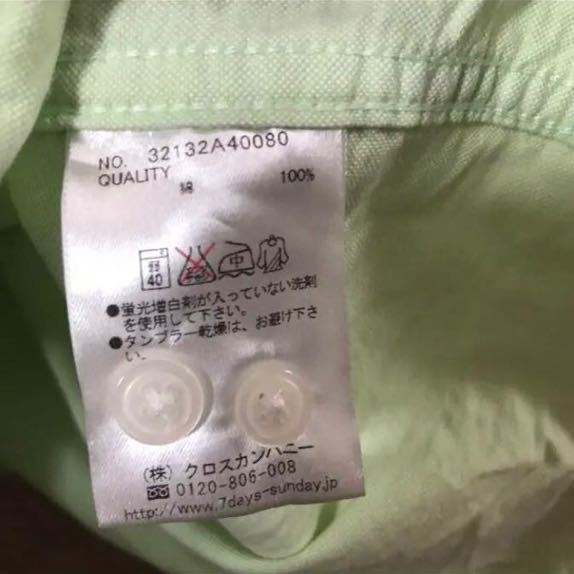 NO. 32132A40080
QUALITY
綿 100%
弱
40
中
●蛍光増白剤が入っていない洗剤
を使用して下さい。
●タンブラー乾燥は、お避け下さ
い。
(株) クロスカンパニー
0120-806-008
http://www.7days-sunday.jp